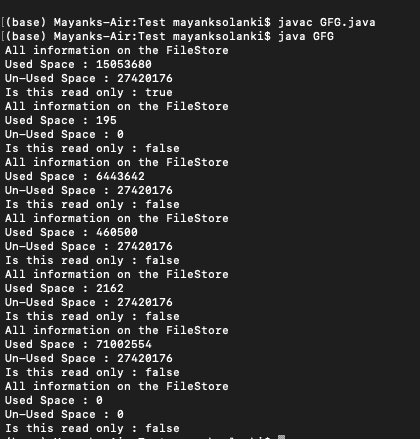 (base) Mayanks-Air:Test mayanksolanki$ javac GFG.java
(base) Mayanks-Air:Test mayanksolanki$ java GFG
All information on the FileStore
Used Space : 15053680
Un-Used Space : 27420176
Is this read only : true
All information on the FileStore
Used Space : 195
Un-Used Space : 0
Is this read only : false
All information on the FileStore
Used Space : 6443642
Un-Used Space : 27420176
Is this read only : false
All information on the FileStore
Used Space : 460500
Un-Used Space : 27420176
Is this read only : false
All information on the FileStore
Used Space : 2162
Un-Used Space : 27420176
Is this read only : false
All information on the FileStore
Used Space : 71002554
Un-Used Space : 27420176
Is this read only : false
All information on the FileStore
Used Space : 0
Un-Used Space : 0
Is this read only : false